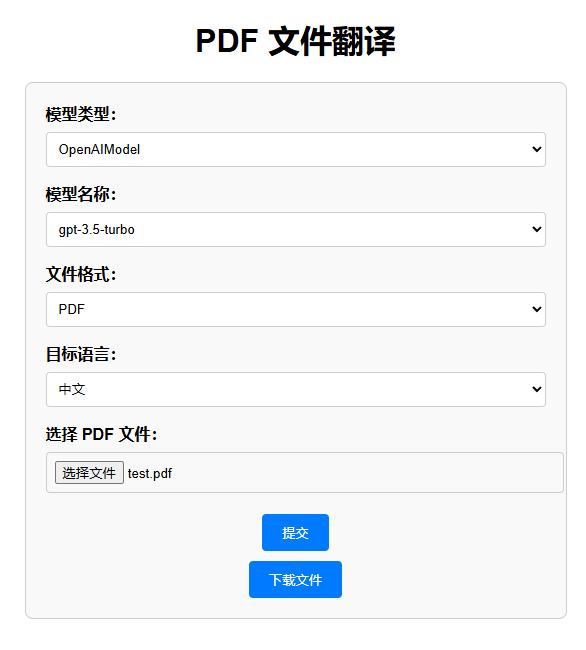 PDF 文件翻译
模型类型：
OpenAIModel
模型名称：
gpt-3.5-turbo
文件格式：
PDF
目标语言：
中文
选择 PDF 文件：
选择文件 test.pdf
提交
下载文件